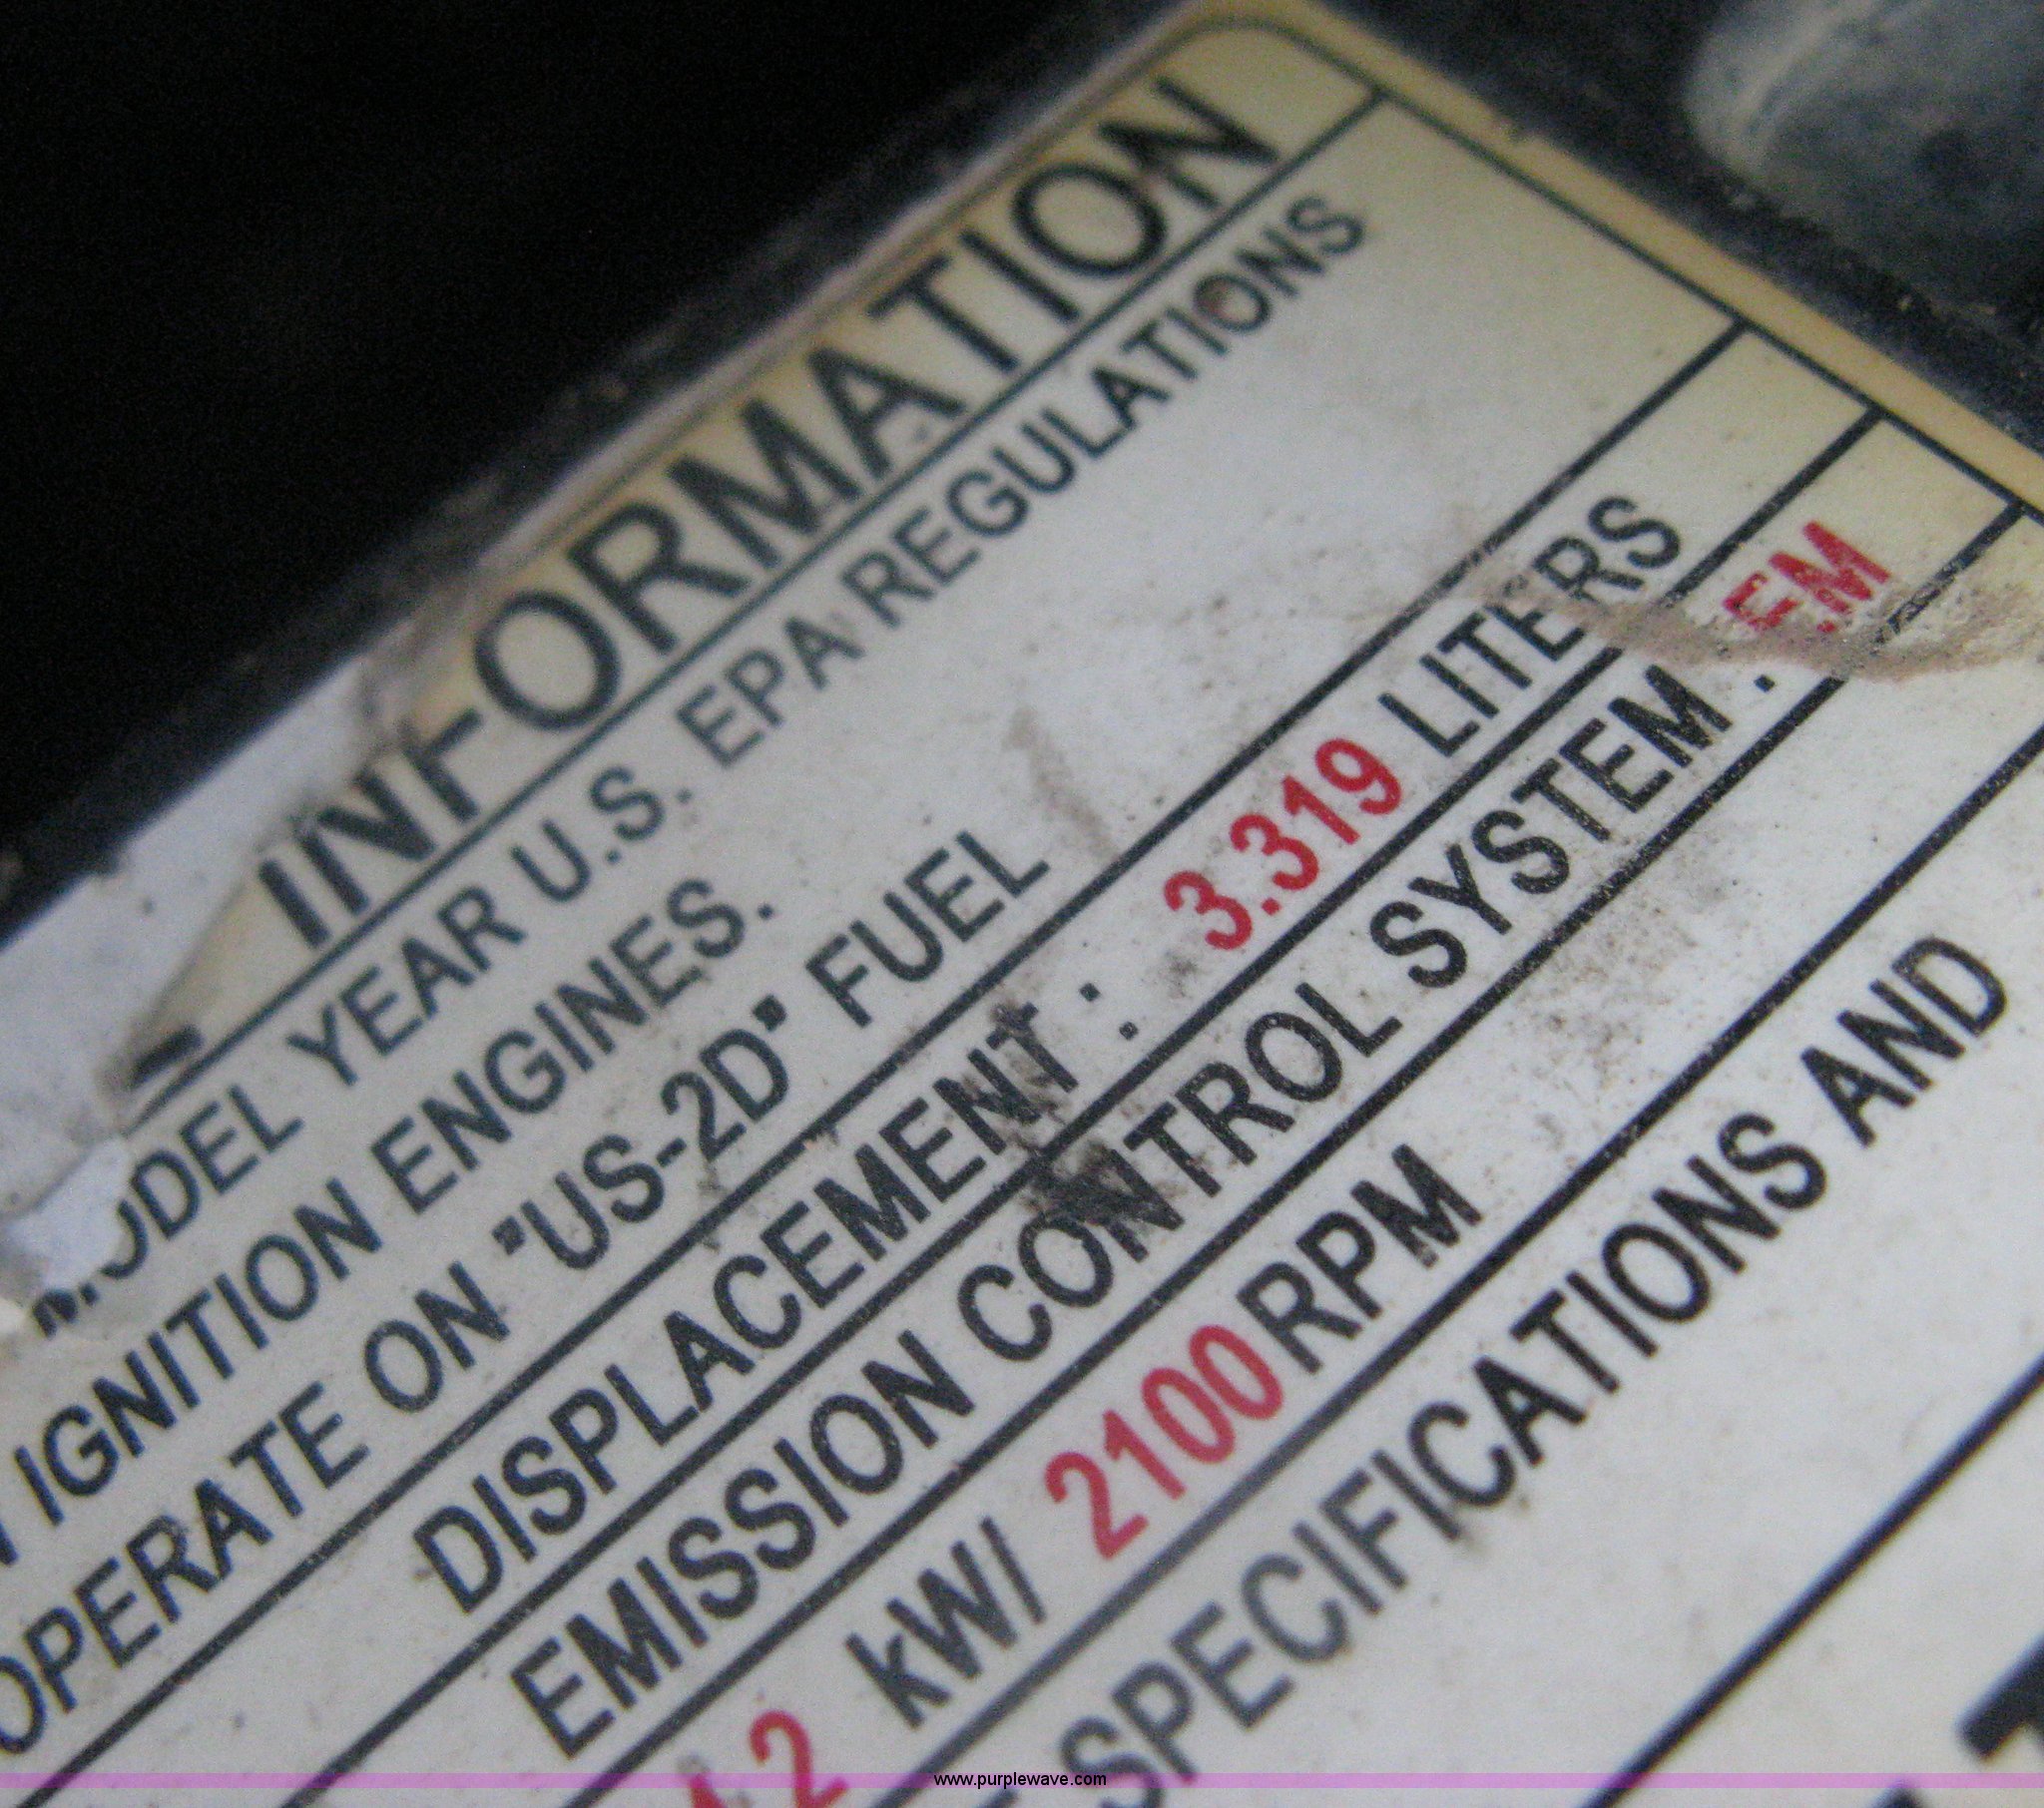 INFORMATION
MODEL YEAR U.S. EPA REGULATIONS
IGNITION ENGINES.
OPERATE ON "US-2D" FUEL
DISPLACEMENT : 3.319 LITERS
EMISSION CONTROL SYSTEM : EM
2 kW/ 2100 RPM
SPECIFICATIONS AND
www.purplewave.com